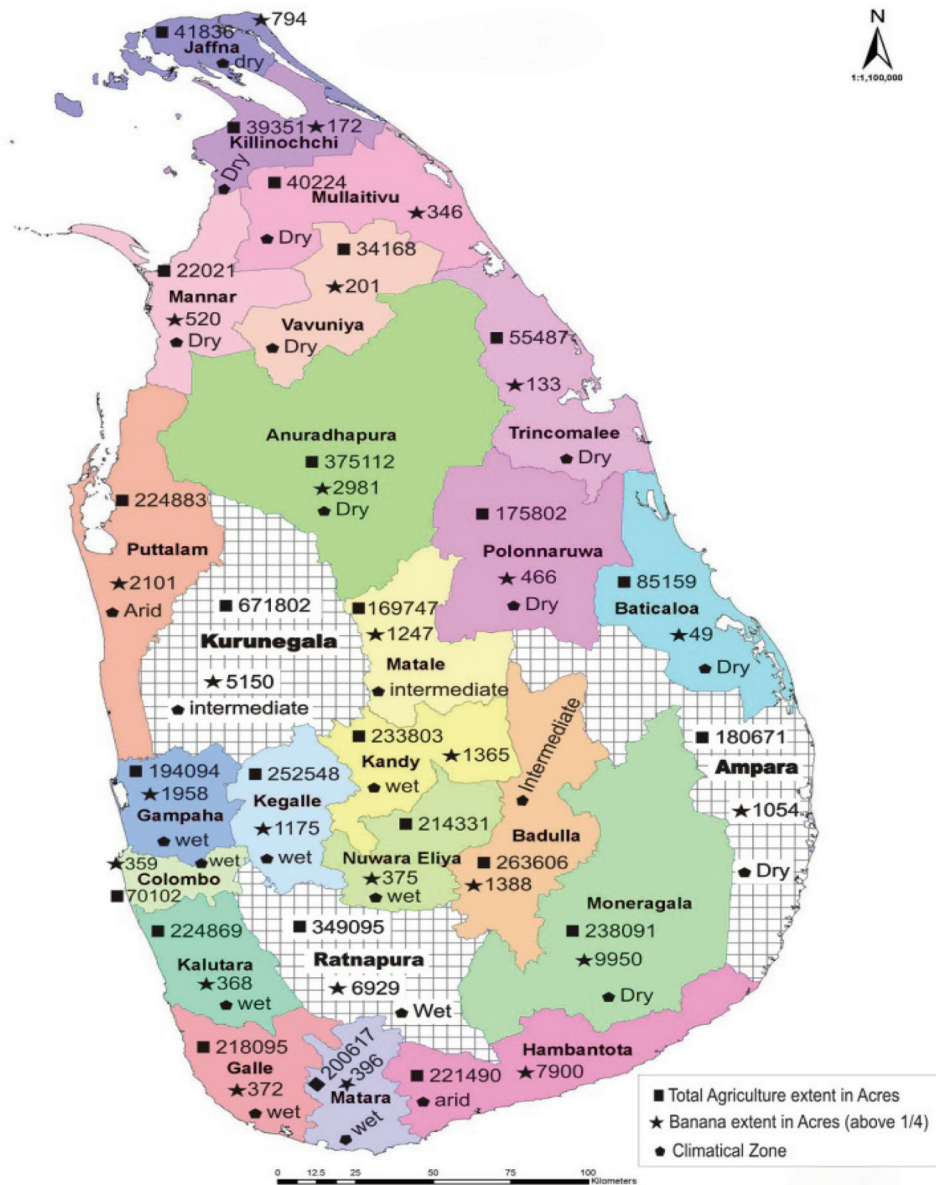 ★794
■ 41836
Jaffna
⬟ dry
N
1:1,100,000
■ 39351 ★172
Killinochchi
Dry
■ 40224
Mullaitivu
★346
⬟ Dry
■ 34168
★201
Vavuniya
⬟ Dry
■ 22021
Mannar
★520
⬟ Dry
■ 55487
★133
Trincomalee
⬟ Dry
Anuradhapura
■ 375112
★2981
⬟ Dry
■ 224883
Puttalam
★2101
⬟ Arid
■ 175802
Polonnaruwa
★466
⬟ Dry
■ 85159
Baticaloa
★49
⬟ Dry
■ 671802
Kurunegala
★5150
⬟ intermediate
■ 169747
★1247
Matale
⬟ intermediate
■ 233803
★1365
Kandy
⬟ wet
Intermediate
Badulla
■ 263606
★1388
■ 180671
Ampara
★1054
⬟ Dry
■ 194094
★1958
Gampaha
⬟ wet
■ 252548
Kegalle
★1175
⬟ wet
■ 214331
Nuwara Eliya
★375
⬟ wet
★359
⬟ wet
Colombo
■ 70102
Moneragala
■ 238091
★9950
⬟ Dry
■ 224869
Kalutara
★368
⬟ wet
■ 349095
Ratnapura
★6929
⬟ Wet
■ 218095
Galle
★372
⬟ wet
■ 200617
★396
Matara
⬟ wet
Hambantota
★7900
■ 221490
⬟ arid
■ Total Agriculture extent in Acres
★ Banana extent in Acres (above 1/4)
⬟ Climatical Zone
0 12.5 25 50 75 100
Kilometers